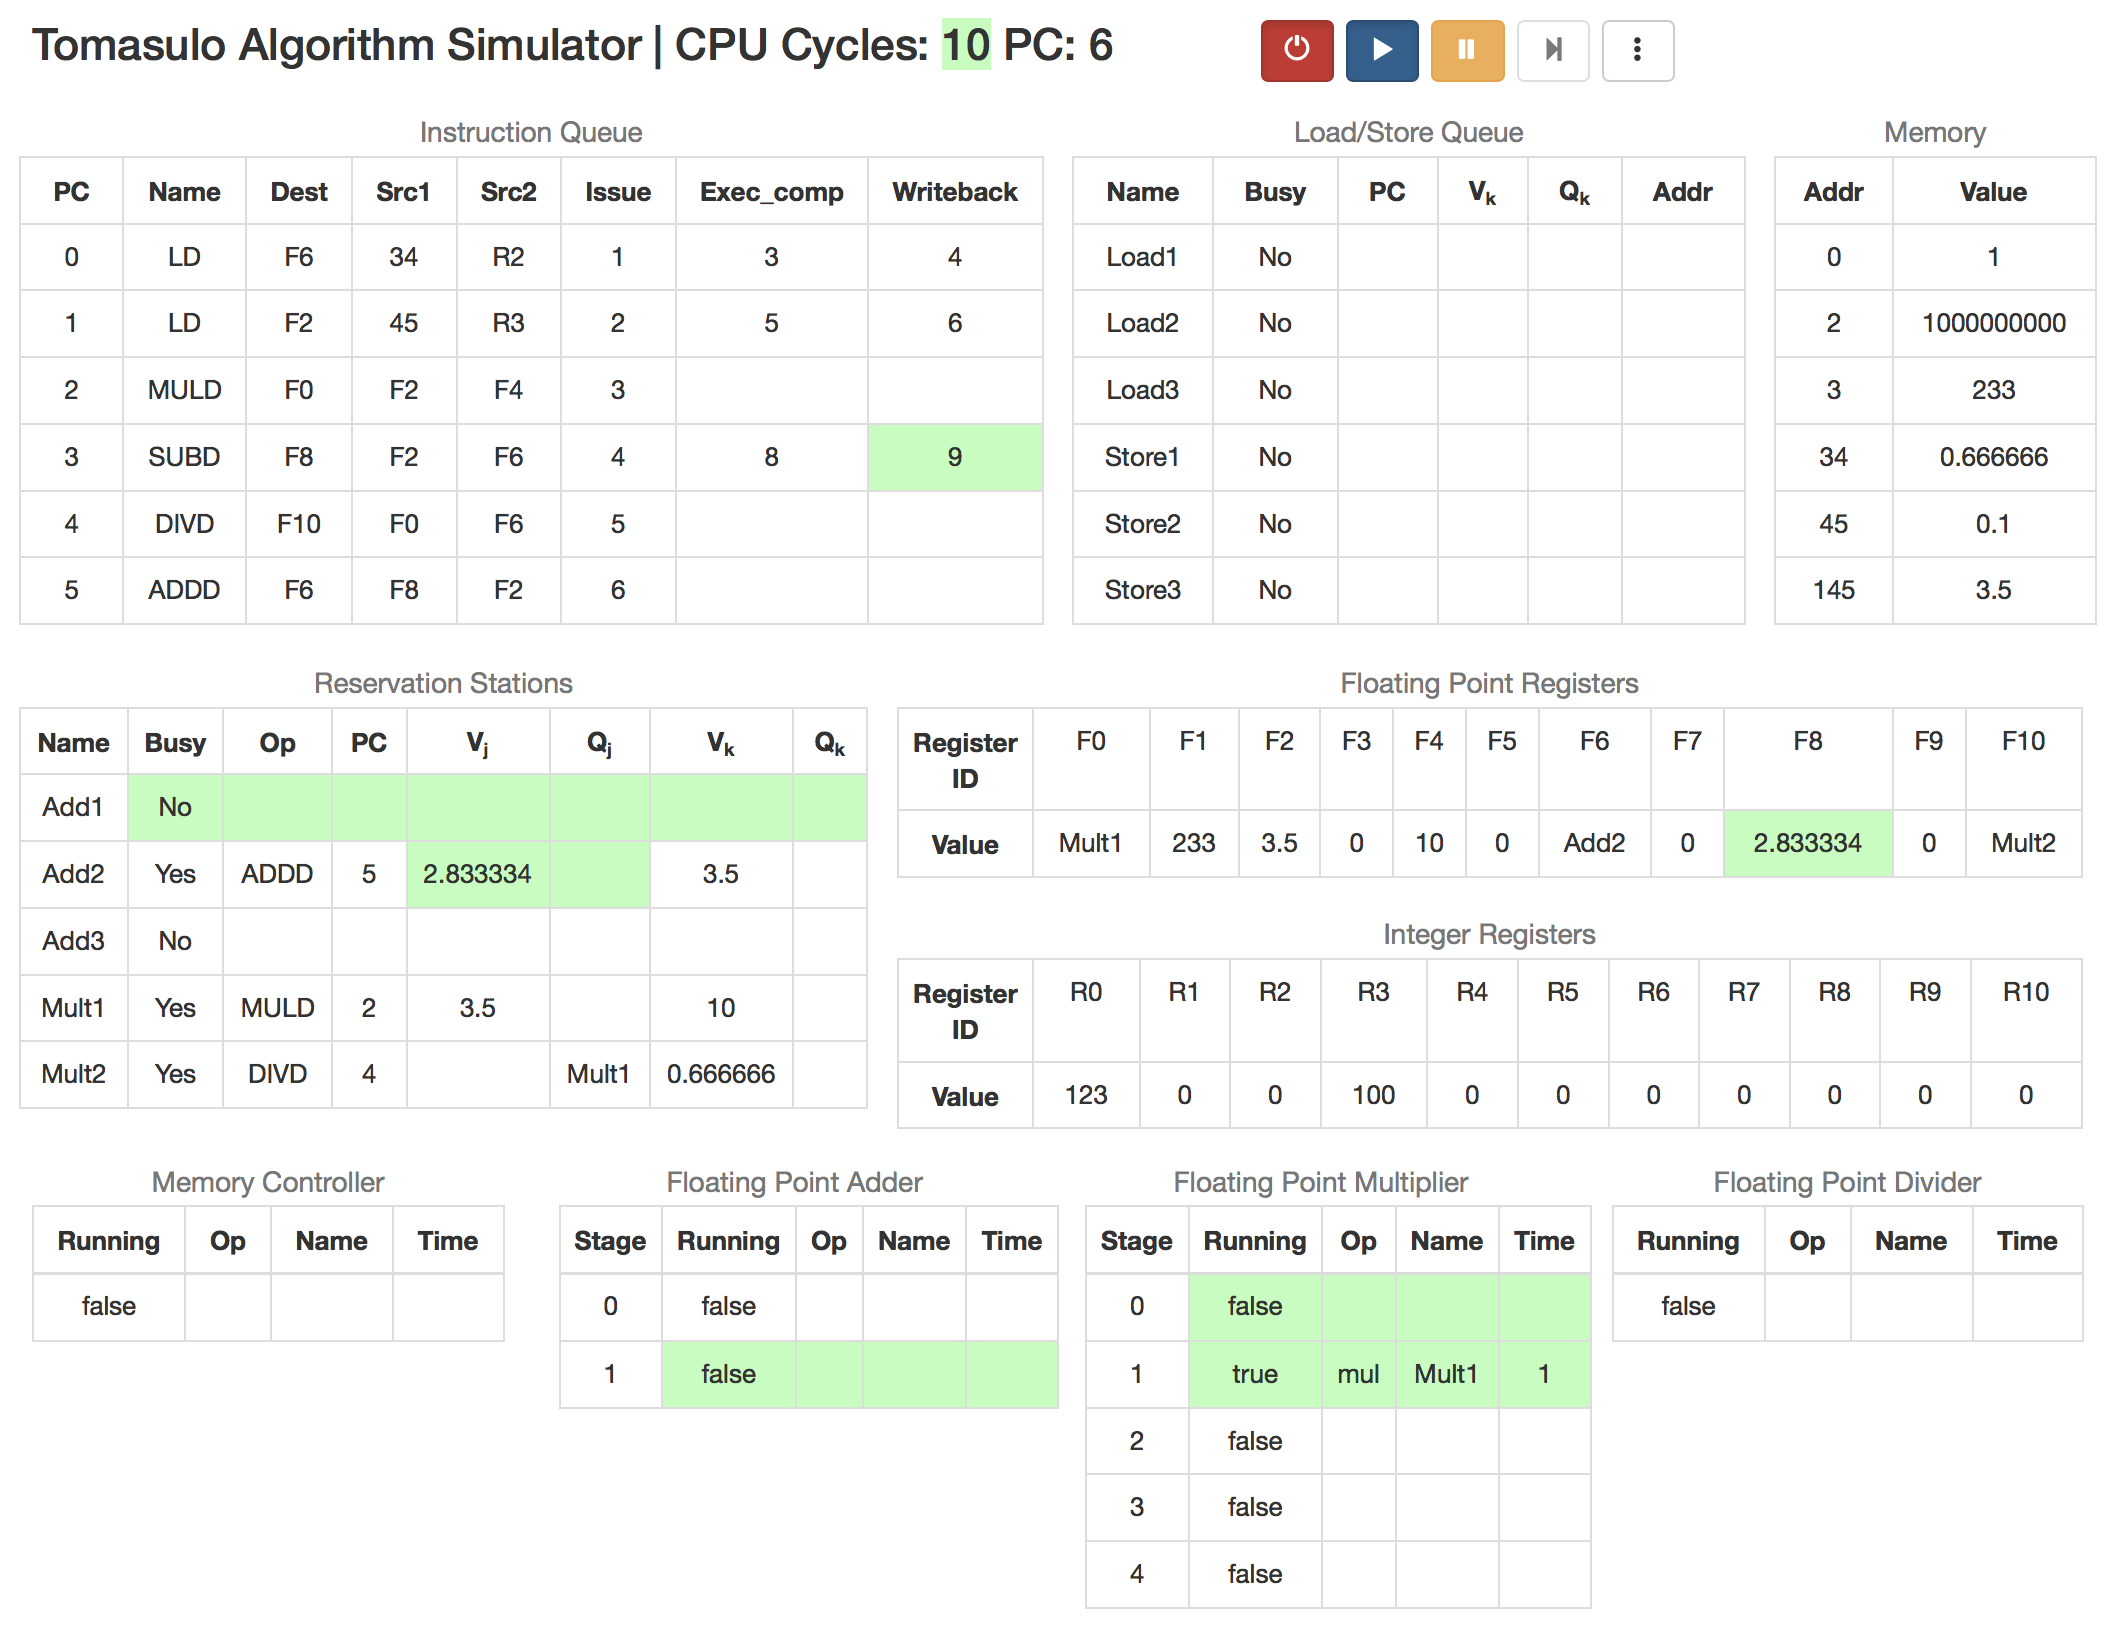 Tomasulo Algorithm Simulator | CPU Cycles: 10 PC: 6
Instruction Queue
PC Name Dest Src1 Src2 Issue Exec_comp Writeback
0 LD F6 34 R2 1 3 4
1 LD F2 45 R3 2 5 6
2 MULD F0 F2 F4 3
3 SUBD F8 F2 F6 4 8 9
4 DIVD F10 F0 F6 5
5 ADDD F6 F8 F2 6
Load/Store Queue
Name Busy PC Vk Qk Addr
Load1 No
Load2 No
Load3 No
Store1 No
Store2 No
Store3 No
Memory
Addr Value
0 1
2 1000000000
3 233
34 0.666666
45 0.1
145 3.5
Reservation Stations
Name Busy Op PC Vj Qj Vk Qk
Add1 No
Add2 Yes ADDD 5 2.833334 3.5
Add3 No
Mult1 Yes MULD 2 3.5 10
Mult2 Yes DIVD 4 Mult1 0.666666
Floating Point Registers
Register ID F0 F1 F2 F3 F4 F5 F6 F7 F8 F9 F10
Value Mult1 233 3.5 0 10 0 Add2 0 2.833334 0 Mult2
Integer Registers
Register ID R0 R1 R2 R3 R4 R5 R6 R7 R8 R9 R10
Value 123 0 0 100 0 0 0 0 0 0 0
Memory Controller
Running Op Name Time
false
Floating Point Adder
Stage Running Op Name Time
0 false
1 false
Floating Point Multiplier
Stage Running Op Name Time
0 false
1 true mul Mult1 1
2 false
3 false
4 false
Floating Point Divider
Running Op Name Time
false